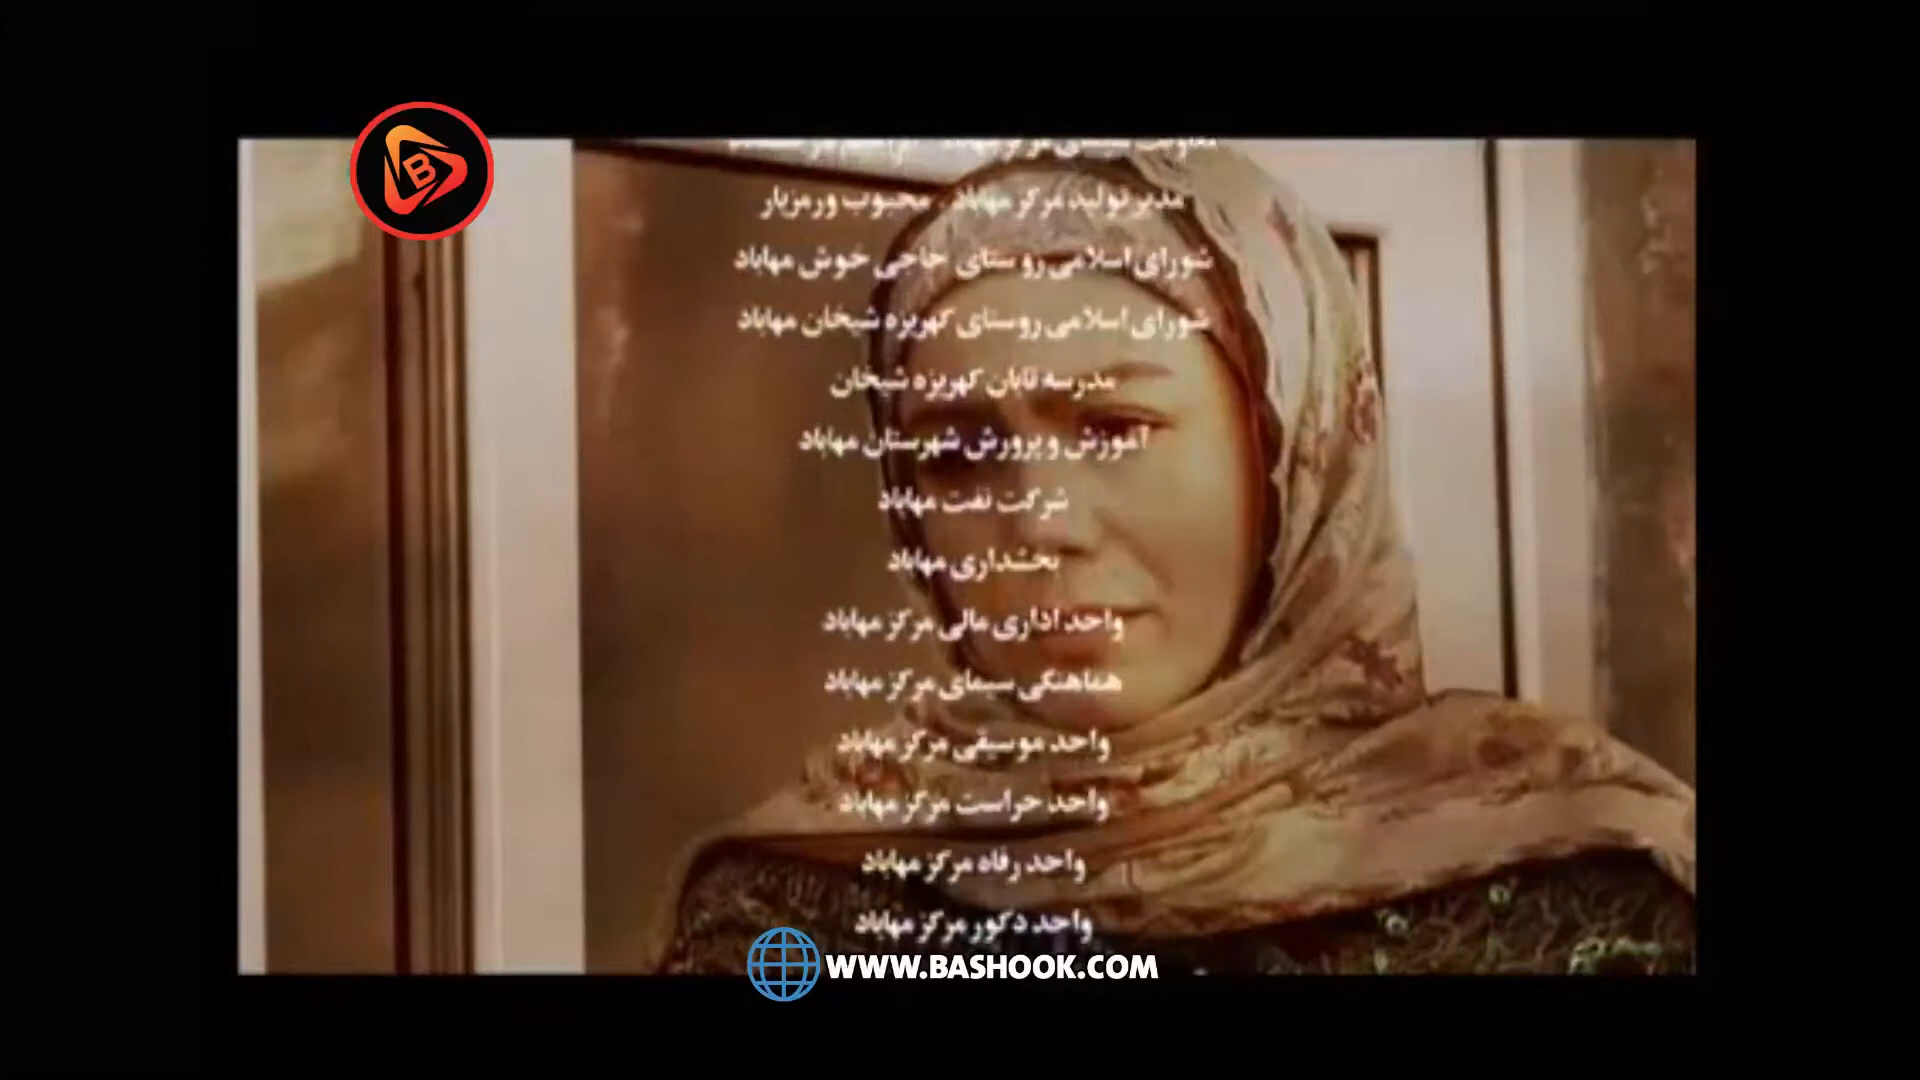 B
مدیر تولید مرکز مهاباد - محبوب ورمزیار
شورای اسلامی روستای حاجی خوش مهاباد
شورای اسلامی روستای کهریزه شیخان مهاباد
مدرسه تابان کهریزه شیخان
آموزش و پرورش شهرستان مهاباد
شرکت نفت مهاباد
بخشداری مهاباد
واحد اداری مالی مرکز مهاباد
هماهنگی سیمای مرکز مهاباد
واحد موسیقی مرکز مهاباد
واحد حراست مرکز مهاباد
واحد رفاه مرکز مهاباد
واحد دکور مرکز مهاباد
WWW.BASHOOK.COM